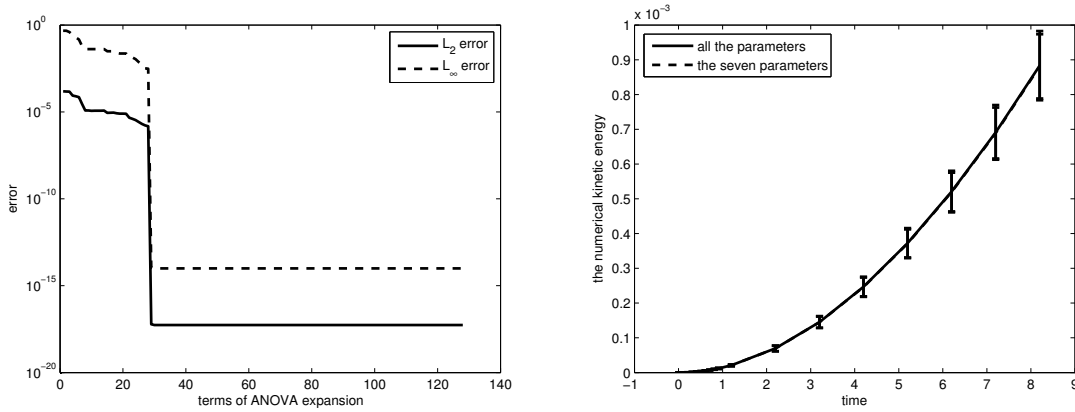 10^0
10^-5
10^-10
10^-15
10^-20
error
0 20 40 60 80 100 120 140
terms of ANOVA expansion
L_2 error
L_∞ error
x 10^-3
1
0.9
0.8
0.7
0.6
0.5
0.4
0.3
0.2
0.1
0
the numerical kinetic energy
−1 0 1 2 3 4 5 6 7 8 9
time
all the parameters
the seven parameters